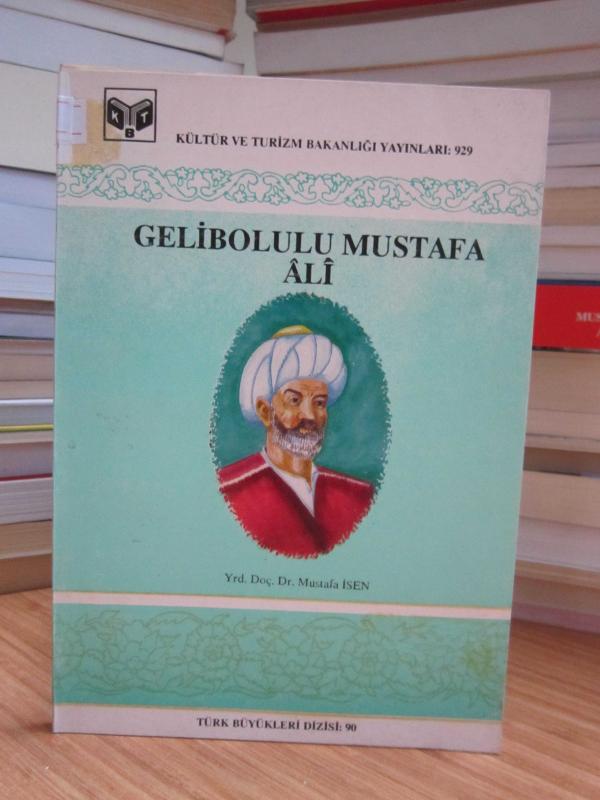 K B T
KÜLTÜR VE TURİZM BAKANLIĞI YAYINLARI: 929
GELİBOLULU MUSTAFA
ÂLÎ
Yrd. Doç. Dr. Mustafa İSEN
TÜRK BÜYÜKLERİ DİZİSİ: 90